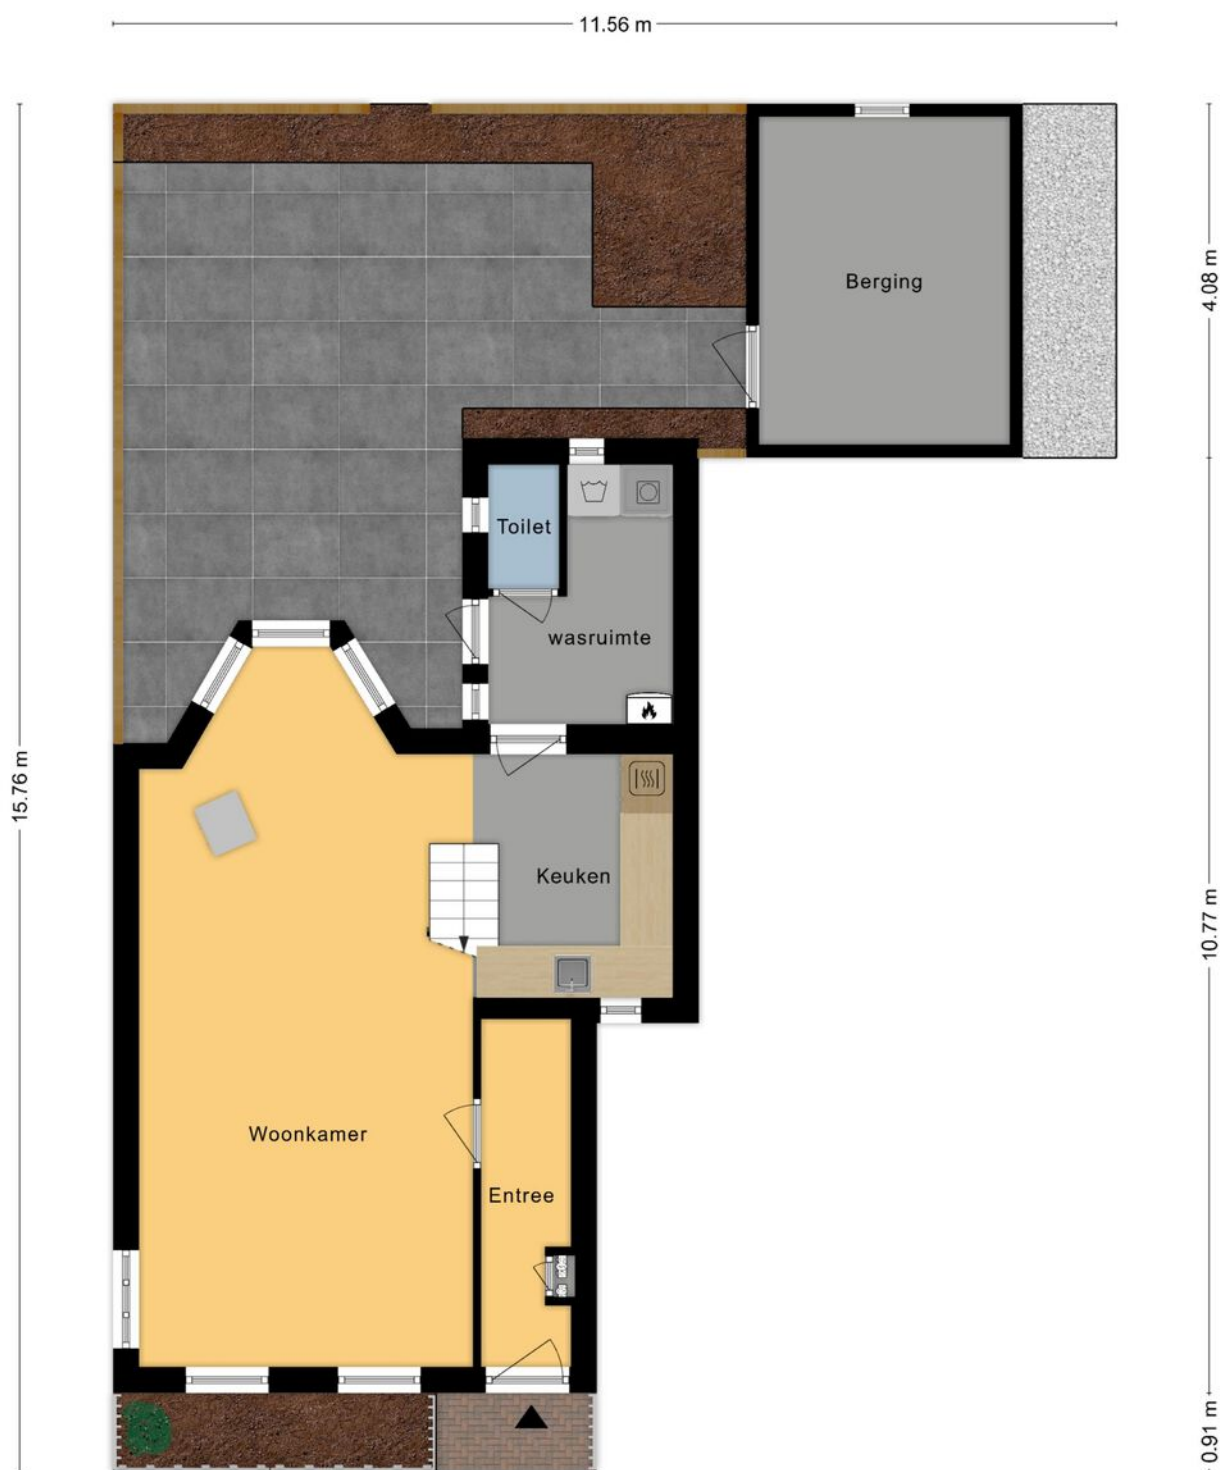 11.56 m
4.08 m
Berging
Toilet
wasruimte
15.76 m
Keuken
10.77 m
Woonkamer
Entree
0.91 m